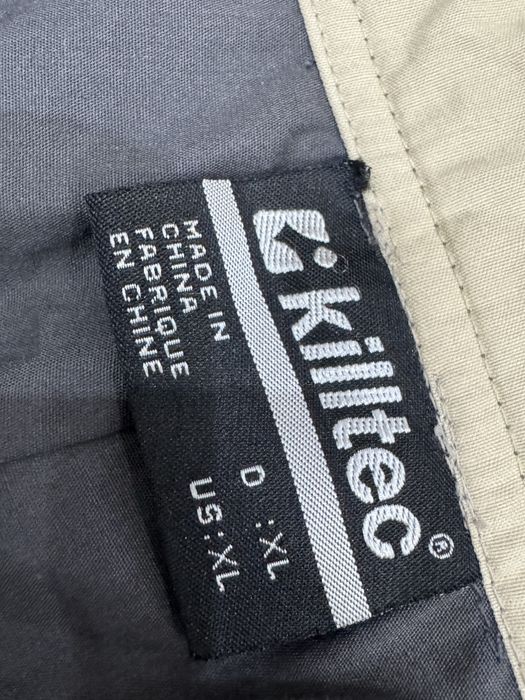 killtec®
MADE IN
CHINA
FABRIQUE
EN CHINE
D :XL
US:XL